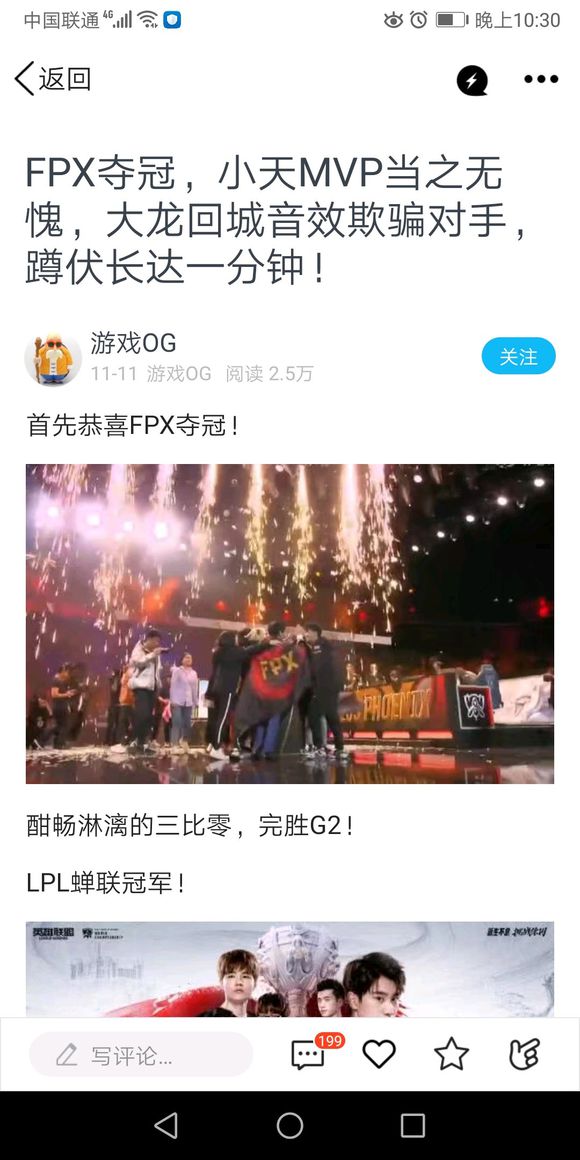 中国联通 4G 晚上10:30
返回
FPX夺冠，小天MVP当之无
愧，大龙回城音效欺骗对手，
蹲伏长达一分钟！
游戏OG
关注
11-11 游戏OG 阅读 2.5万
首先恭喜FPX夺冠！
FPX
PHOENIX
酣畅淋漓的三比零，完胜G2！
LPL蝉联冠军！
英雄联盟
写评论...
199